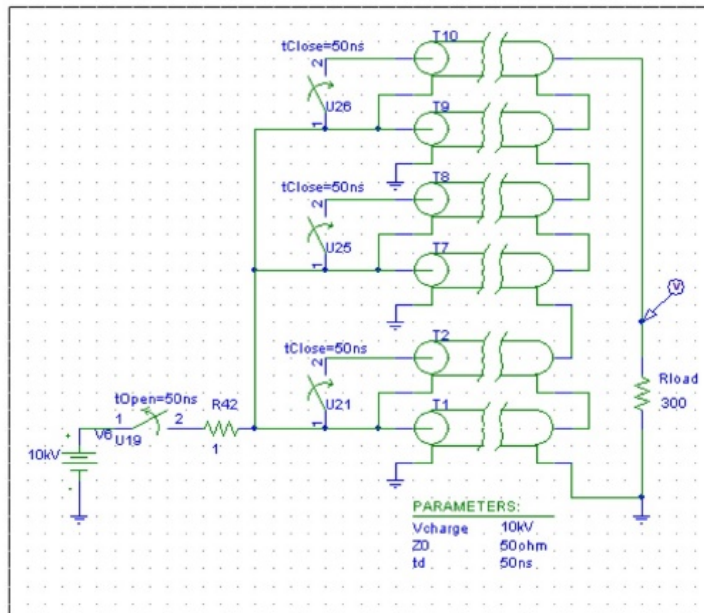 T10
tClose=50ns
2
U26
1
T9
T8
tClose=50ns
2
U25
1
T7
V
T2
tClose=50ns
2
U21
1
T1
Rload
300
tOpen=50ns
R42
1
2
V6
U19
1
10kV
PARAMETERS:
Vcharge 10kV
Z0 50ohm
td 50ns